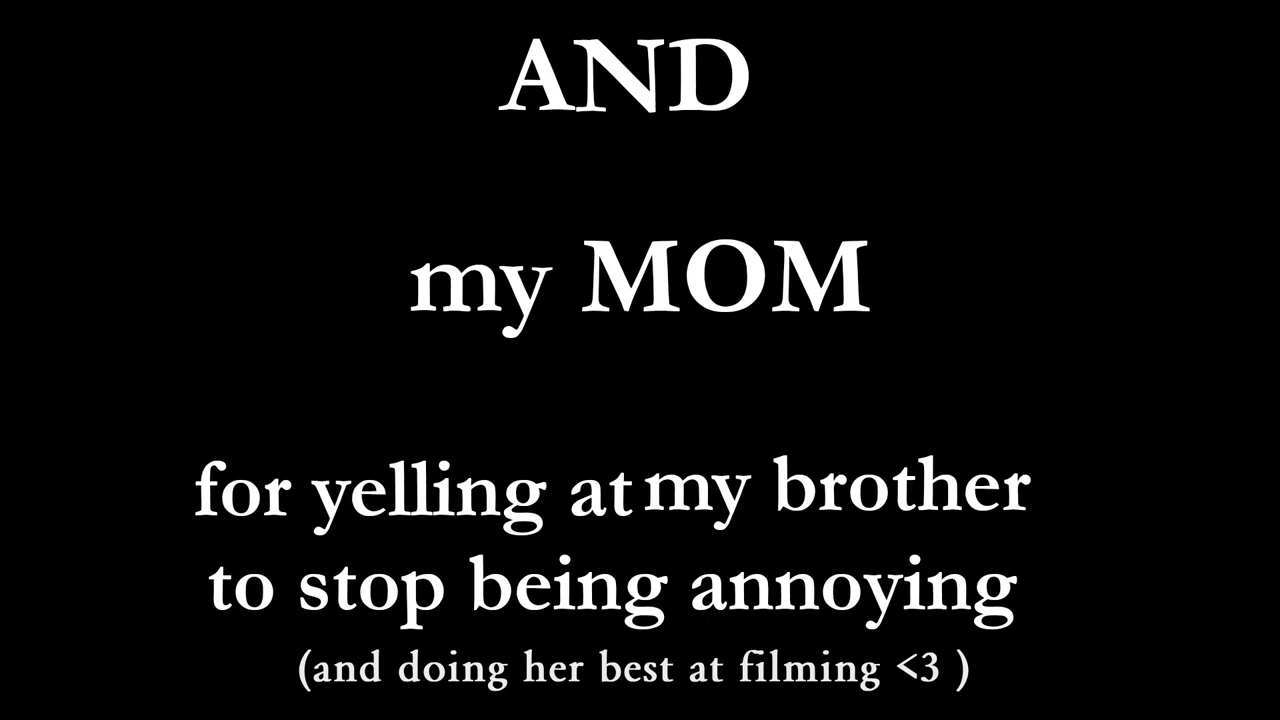 AND
my MOM
for yelling at my brother
to stop being annoying
(and doing her best at filming <3 )